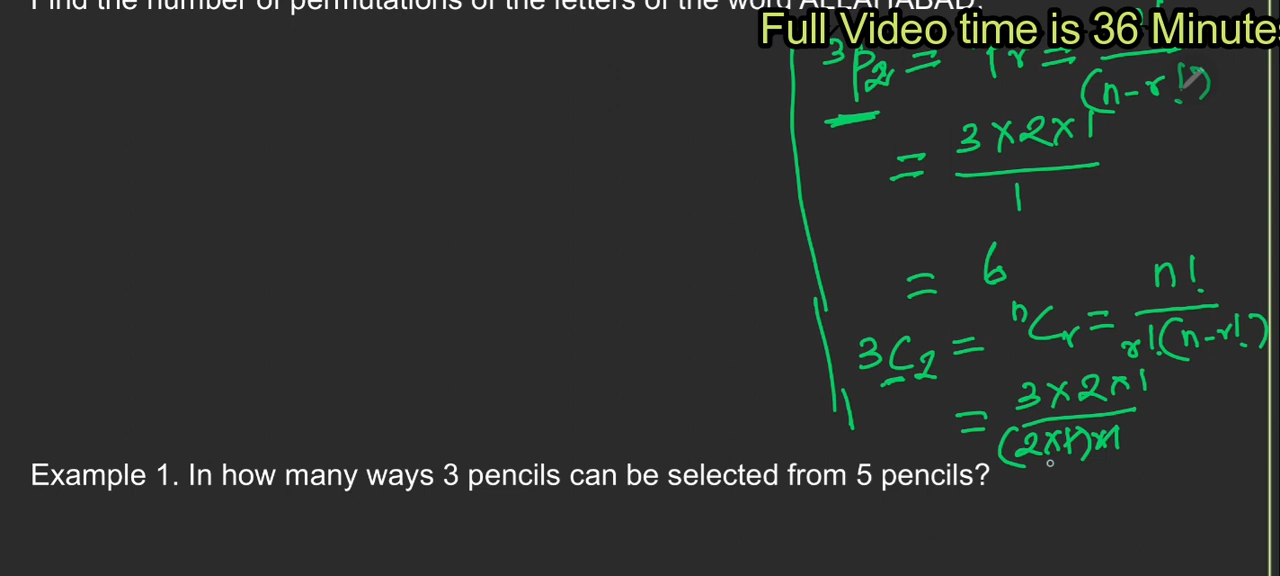 Find the number of permutations of the letters of the word ALLAHABAD.
Full Video time is 36 Minute
³P₂ = ⁿPr = n! / (n-r!)
= 3×2×1 / 1
= 6
3C₂ = ⁿCr = n! / r!(n-r!)
= 3×2×1 / (2×1)×1
Example 1. In how many ways 3 pencils can be selected from 5 pencils?